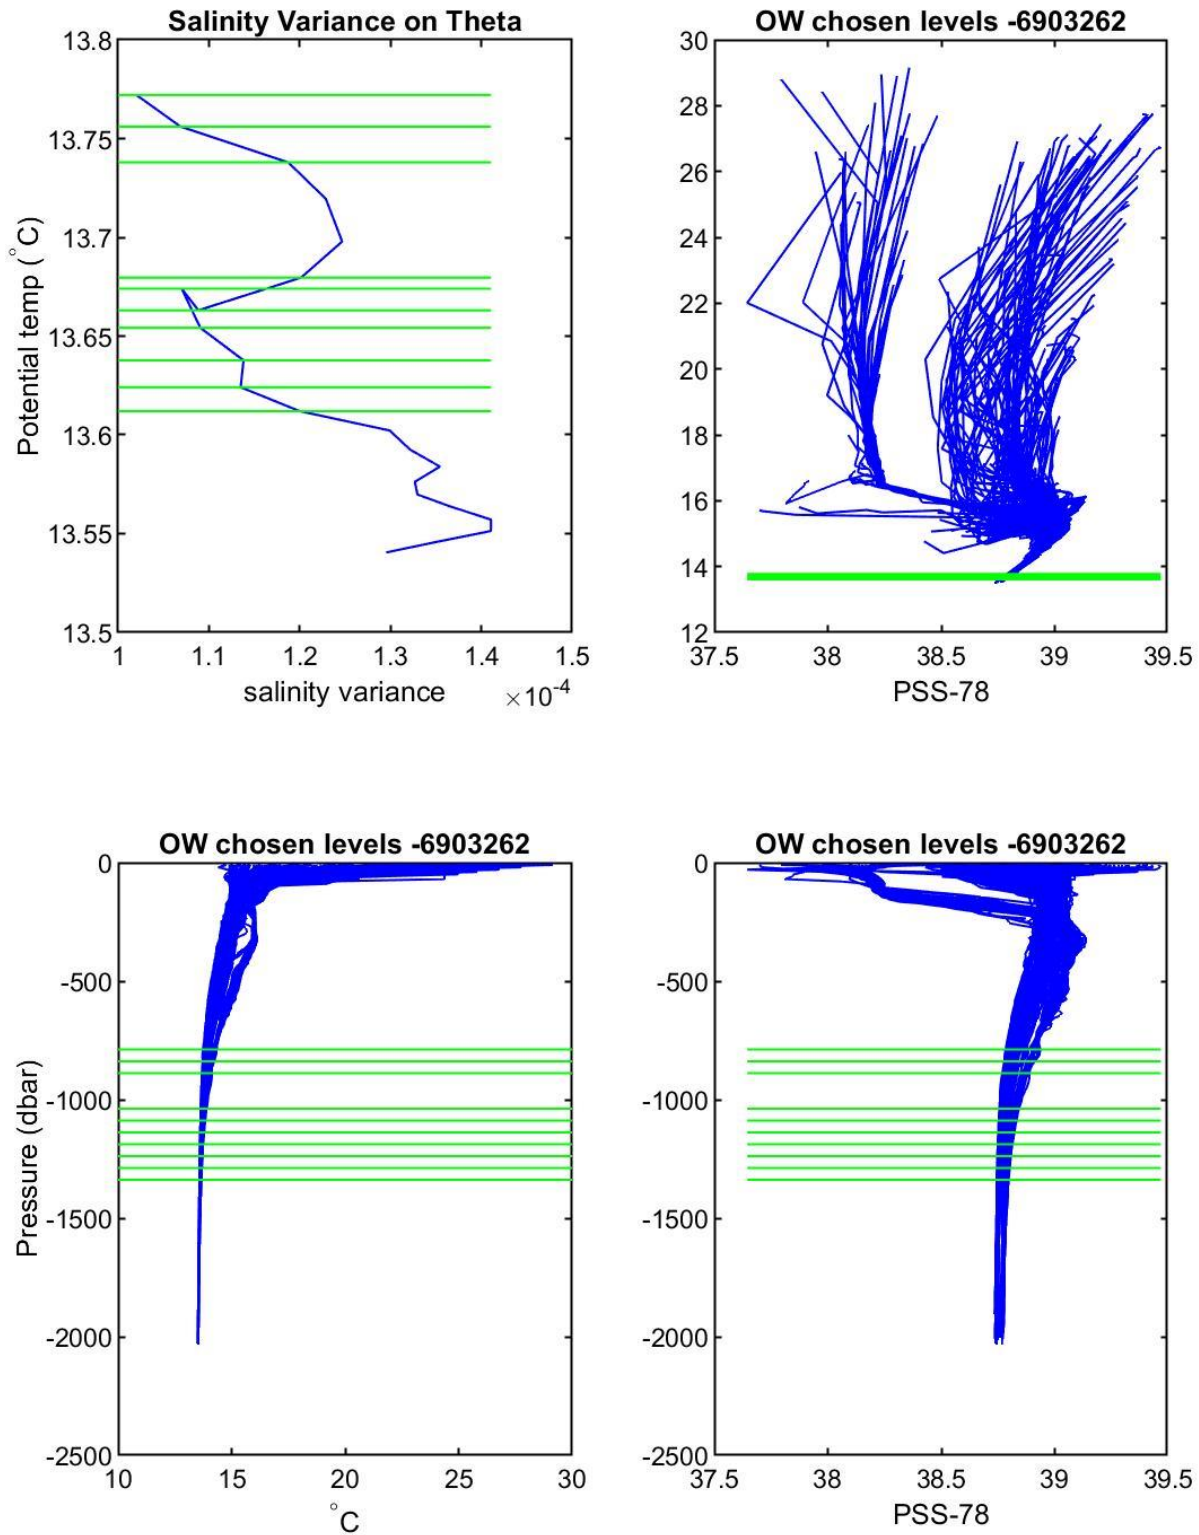 Salinity Variance on Theta
13.8
13.75
13.7
13.65
13.6
13.55
13.5
Potential temp (°C)
1 1.1 1.2 1.3 1.4 1.5
salinity variance ×10-4
OW chosen levels -6903262
30
28
26
24
22
20
18
16
14
12
37.5 38 38.5 39 39.5
PSS-78
OW chosen levels -6903262
0
-500
-1000
-1500
-2000
-2500
Pressure (dbar)
10 15 20 25 30
°C
OW chosen levels -6903262
0
-500
-1000
-1500
-2000
-2500
37.5 38 38.5 39 39.5
PSS-78